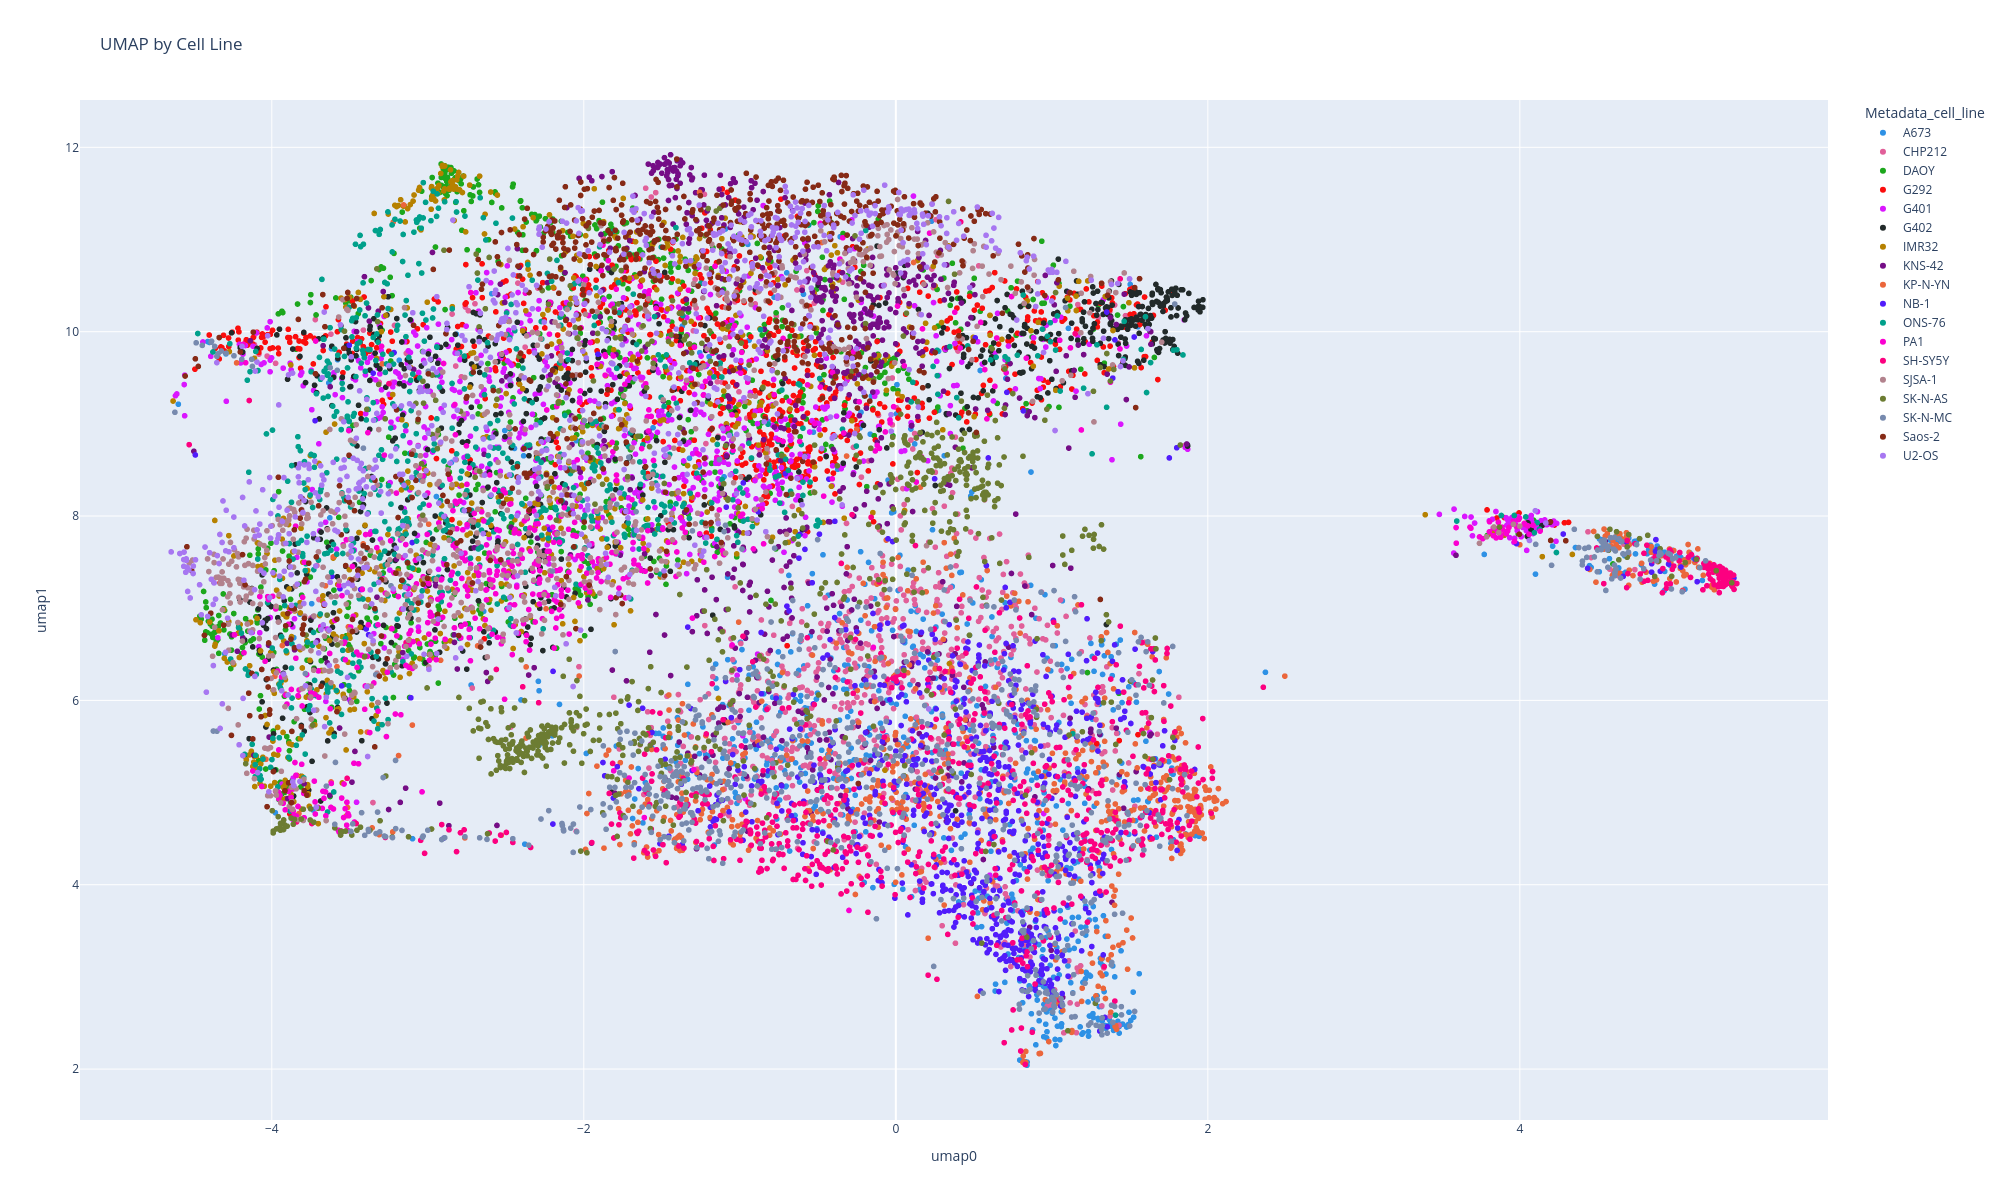 UMAP by Cell Line
Metadata_cell_line
A673
CHP212
DAOY
G292
G401
G402
IMR32
KNS-42
KP-N-YN
NB-1
ONS-76
PA1
SH-SY5Y
SJSA-1
SK-N-AS
SK-N-MC
Saos-2
U2-OS
12
10
8
6
4
2
umap1
−4
−2
0
2
4
umap0